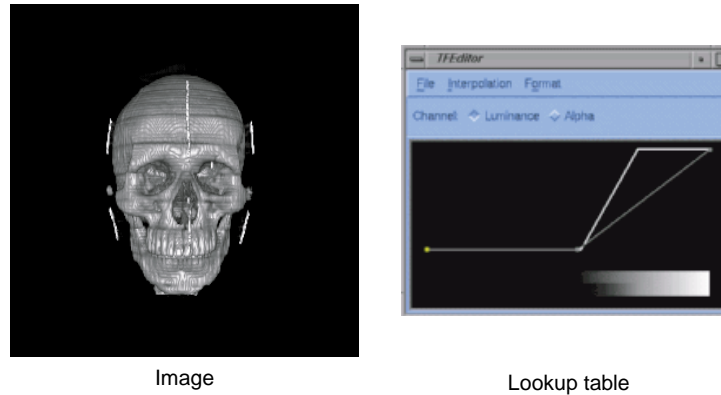 TFEditor
File Interpolation Format
Channel: Luminance Alpha
Image
Lookup table